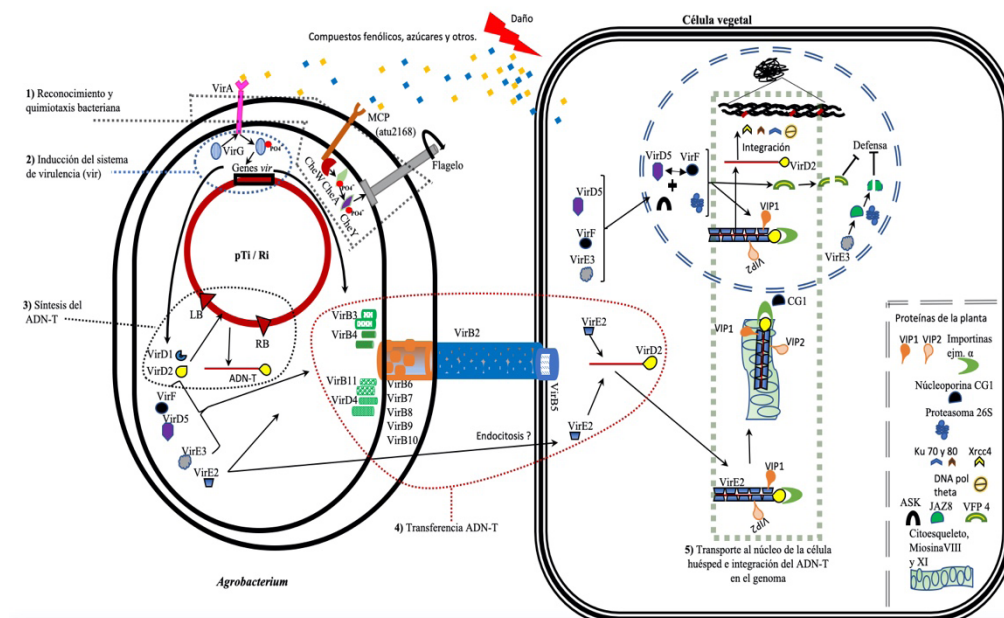 Daño
Célula vegetal
Compuestos fenólicos, azúcares y otros.
VirA
1) Reconocimiento y
quimiotaxis bacteriana
MCP
(atu2168)
VirG
PO4
2) Inducción del sistema
de virulencia (vir)
Genes vir
CheW
CheA
PO4
CheY
PO4
Flagelo
pTi / Ri
3) Síntesis del
ADN-T
LB
RB
VirD1
VirD2
ADN-T
VirF
VirD5
VirE3
VirE2
VirB3
VirB4
VirB2
VirB11
VirD4
VirB6
VirB7
VirB8
VirB9
VirB10
VirB5
Endocitosis ?
4) Transferencia ADN-T
Agrobacterium
VirE2
VirD2
VirE2
VirD5
VirF
VirE3
VirD5
VirF
Integración
VirD2
Defensa
VIP1
VIP2
VirE3
CG1
VIP1
VIP2
VirE2
VIP1
VIP2
5) Transporte al núcleo de la célula
huésped e integración del ADN-T
en el genoma
Proteínas de la planta
VIP1 VIP2
Importinas
ejm. α
Núcleoporina CG1
Proteasoma 26S
Ku 70 y 80
Xrcc4
DNA pol
theta
ASK
JAZ8
VFP 4
Citoesqueleto,
MiosinaVIII
y XI